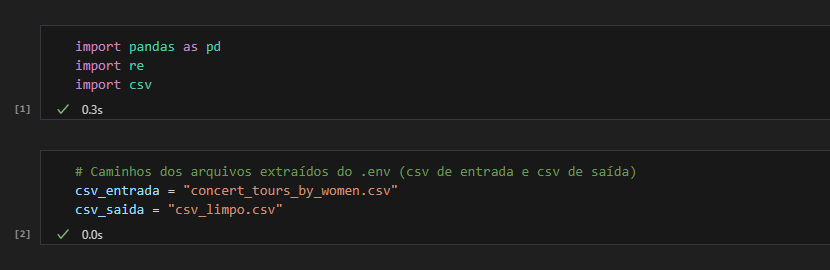 import pandas as pd
import re
import csv
[1]
0.3s
# Caminhos dos arquivos extraídos do .env (csv de entrada e csv de saída)
csv_entrada = "concert_tours_by_women.csv"
csv_saida = "csv_limpo.csv"
[2]
0.0s